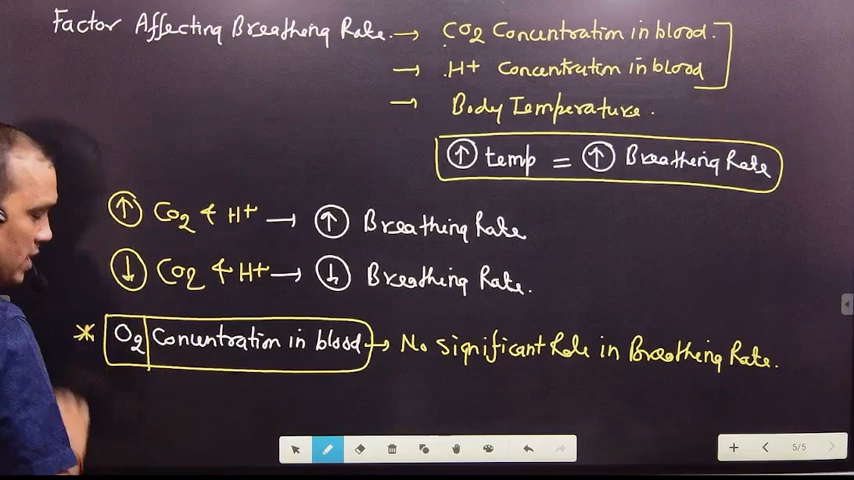 Factor Affecting Breathing Rate. → CO2 Concentration in blood.
→ H+ Concentration in blood
→ Body Temperature.
↑ temp = ↑ Breathing Rate
↑ CO2 & H+ → ↑ Breathing Rate
↓ CO2 & H+ → ↓ Breathing Rate.
* O2 Concentration in blood → No significant Role in Breathing Rate.
5/5